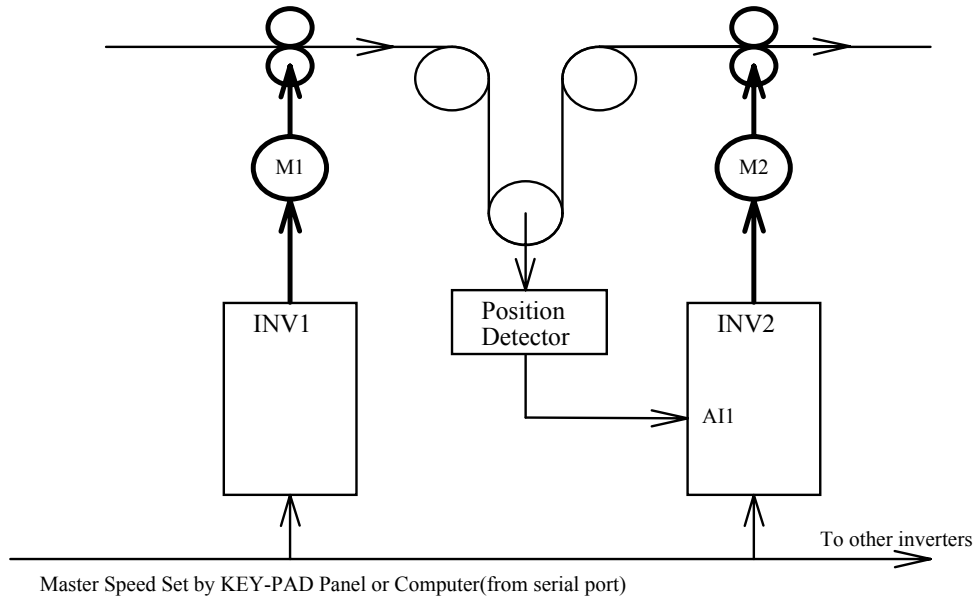 M1
M2
INV1
Position
Detector
INV2
AI1
To other inverters
Master Speed Set by KEY-PAD Panel or Computer(from serial port)